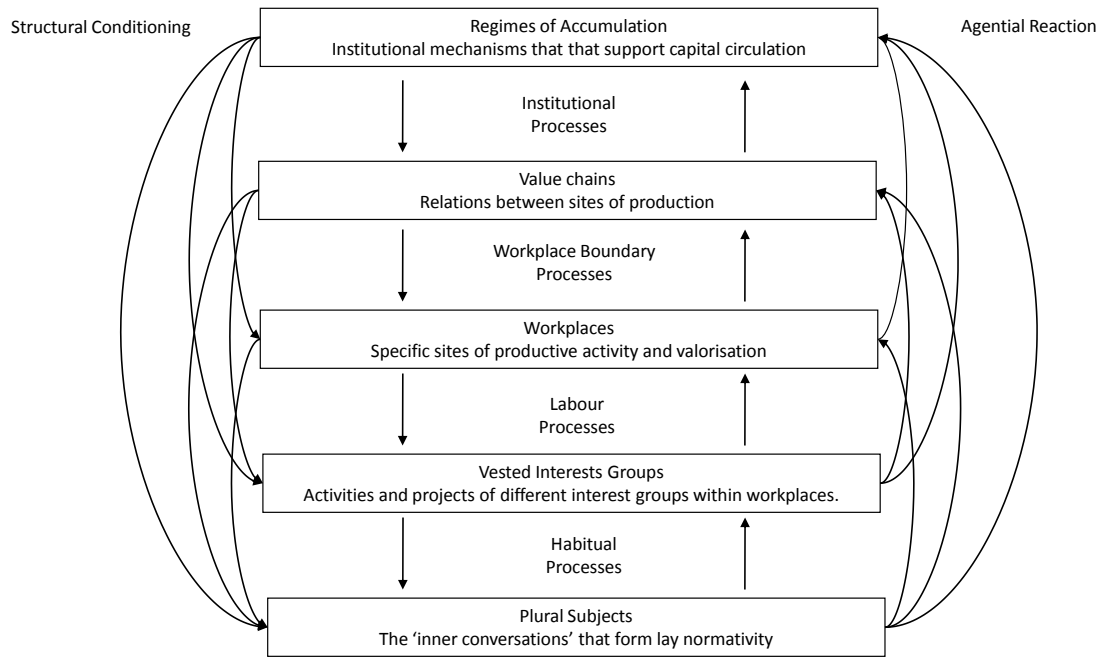 Structural Conditioning
Regimes of Accumulation
Institutional mechanisms that that support capital circulation
Agential Reaction
Institutional
Processes
Value chains
Relations between sites of production
Workplace Boundary
Processes
Workplaces
Specific sites of productive activity and valorisation
Labour
Processes
Vested Interests Groups
Activities and projects of different interest groups within workplaces.
Habitual
Processes
Plural Subjects
The ‘inner conversations’ that form lay normativity